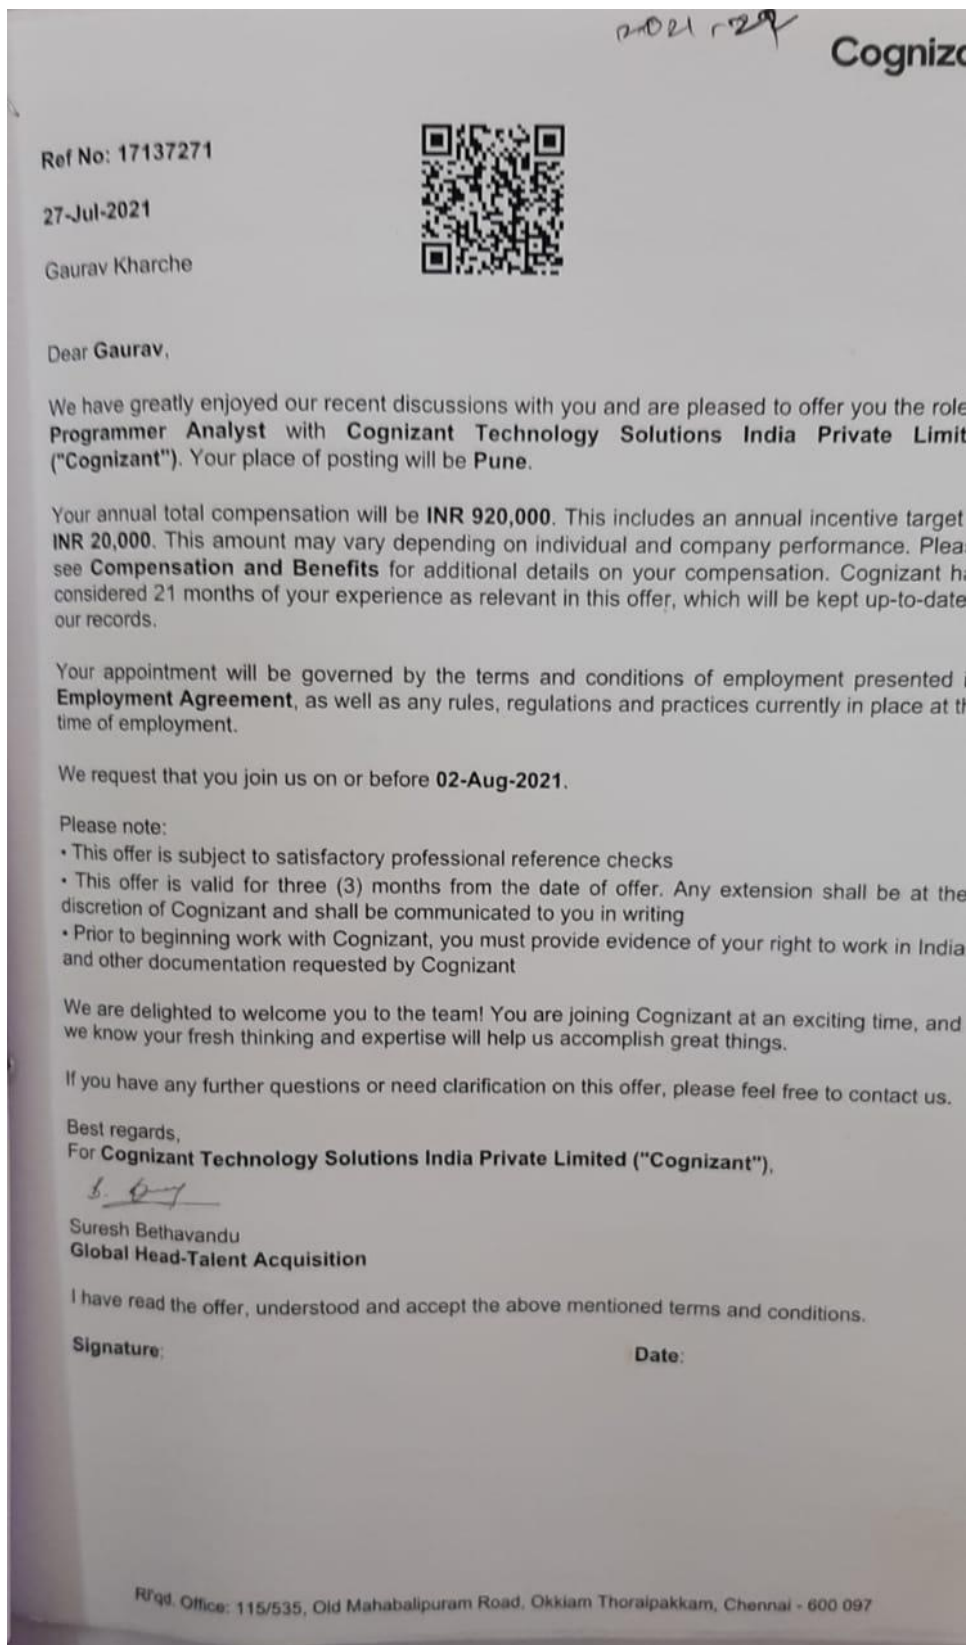 2021-22
Cogniza
Ref No: 17137271
27-Jul-2021
Gaurav Kharche
Dear Gaurav,
We have greatly enjoyed our recent discussions with you and are pleased to offer you the role
Programmer Analyst with Cognizant Technology Solutions India Private Limit
("Cognizant"). Your place of posting will be Pune.
Your annual total compensation will be INR 920,000. This includes an annual incentive target
INR 20,000. This amount may vary depending on individual and company performance. Pleas
see Compensation and Benefits for additional details on your compensation. Cognizant ha
considered 21 months of your experience as relevant in this offer, which will be kept up-to-date
our records.
Your appointment will be governed by the terms and conditions of employment presented i
Employment Agreement, as well as any rules, regulations and practices currently in place at th
time of employment.
We request that you join us on or before 02-Aug-2021.
Please note:
• This offer is subject to satisfactory professional reference checks
• This offer is valid for three (3) months from the date of offer. Any extension shall be at the
discretion of Cognizant and shall be communicated to you in writing
• Prior to beginning work with Cognizant, you must provide evidence of your right to work in India
and other documentation requested by Cognizant
We are delighted to welcome you to the team! You are joining Cognizant at an exciting time, and
we know your fresh thinking and expertise will help us accomplish great things.
If you have any further questions or need clarification on this offer, please feel free to contact us.
Best regards,
For Cognizant Technology Solutions India Private Limited ("Cognizant"),
Suresh Bethavandu
Global Head-Talent Acquisition
I have read the offer, understood and accept the above mentioned terms and conditions.
Signature:
Date:
Office: 115/535, Old Mahabalipuram Road, Okkiam Thoraipakkam, Chennai - 600 097